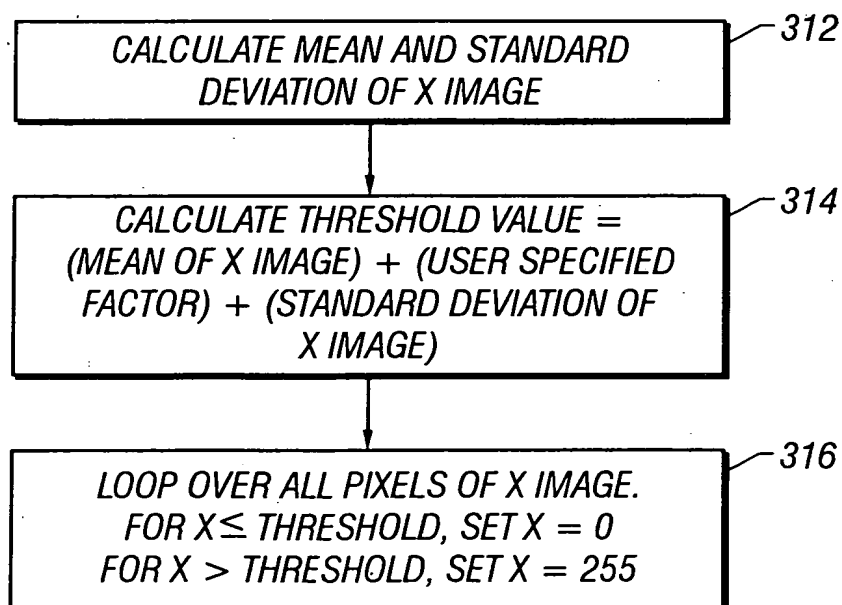 312
CALCULATE MEAN AND STANDARD
DEVIATION OF X IMAGE
314
CALCULATE THRESHOLD VALUE =
(MEAN OF X IMAGE) + (USER SPECIFIED
FACTOR) + (STANDARD DEVIATION OF
X IMAGE)
316
LOOP OVER ALL PIXELS OF X IMAGE.
FOR X ≤ THRESHOLD, SET X = 0
FOR X > THRESHOLD, SET X = 255